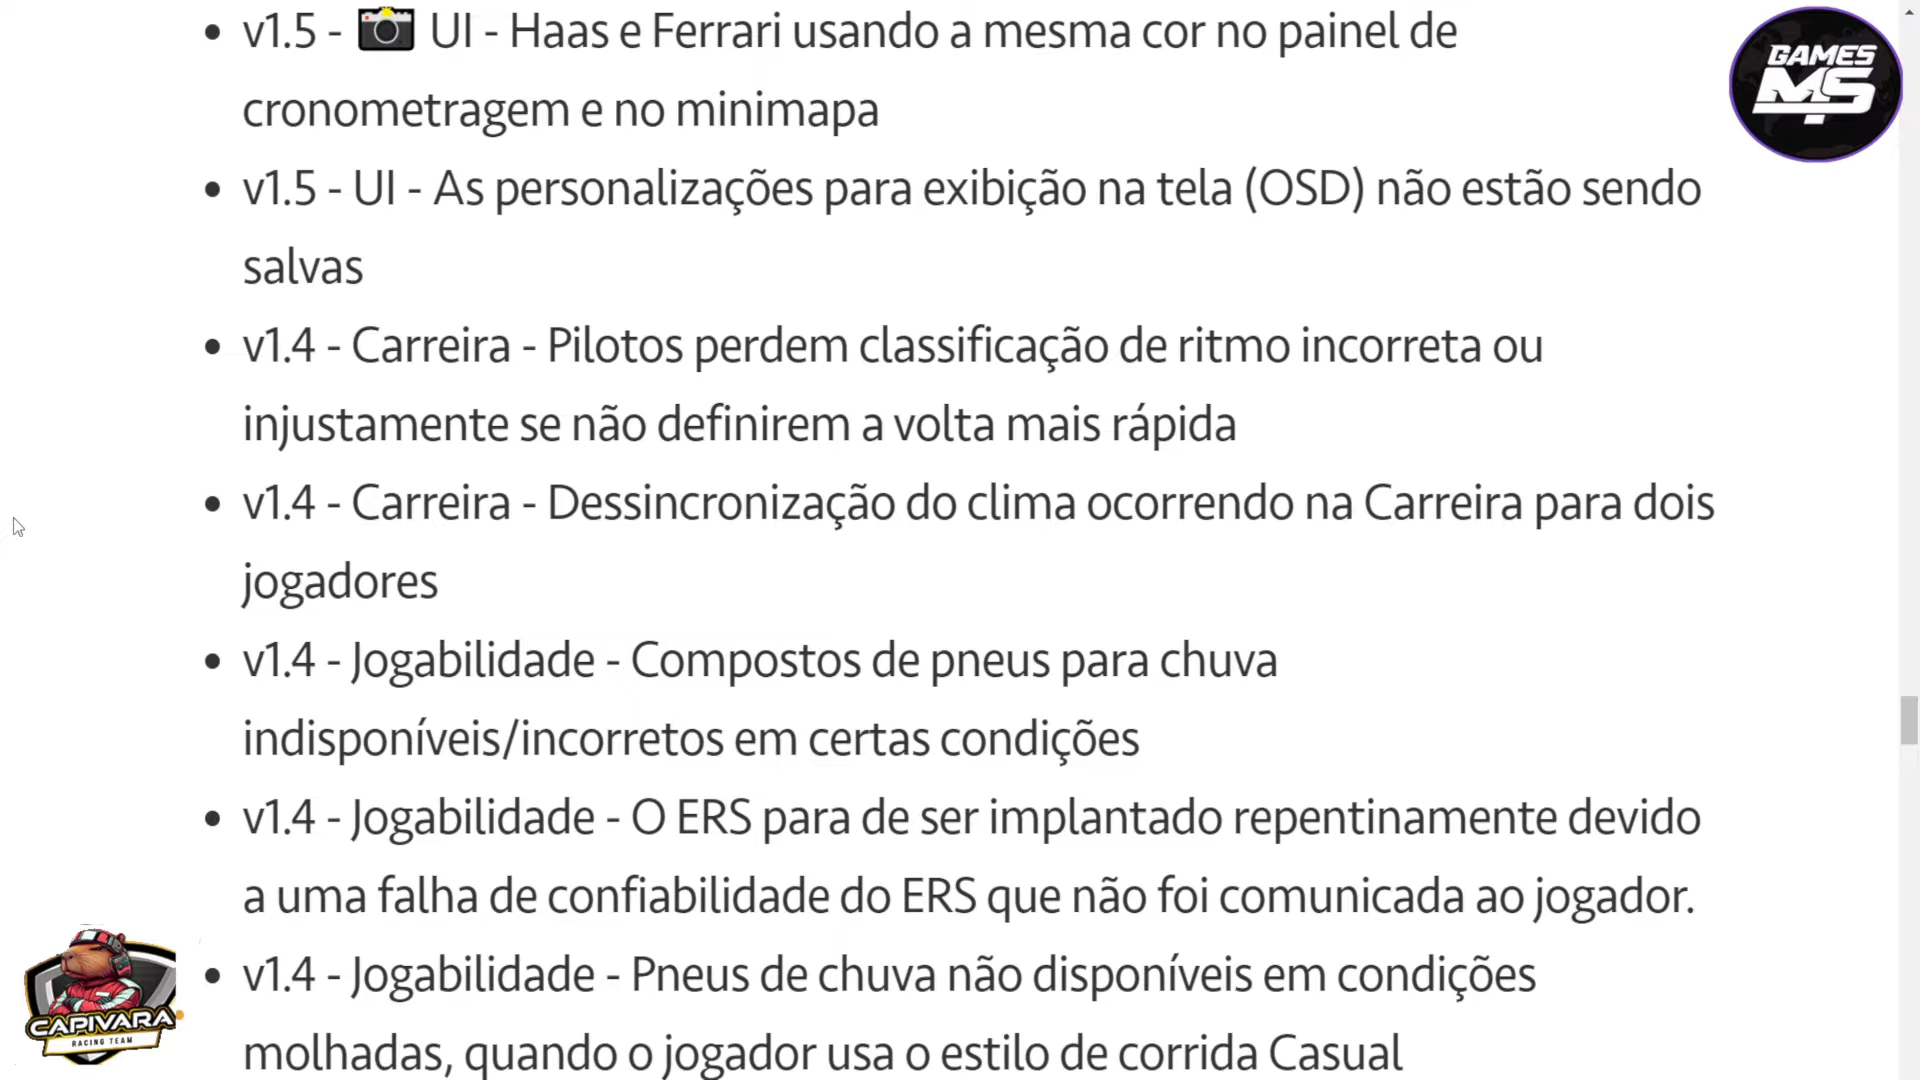 v1.5 - UI - Haas e Ferrari usando a mesma cor no painel de
cronometragem e no minimapa
v1.5 - UI - As personalizações para exibição na tela (OSD) não estão sendo
salvas
v1.4 - Carreira - Pilotos perdem classificação de ritmo incorreta ou
injustamente se não definirem a volta mais rápida
v1.4 - Carreira - Dessincronização do clima ocorrendo na Carreira para dois
jogadores
v1.4 - Jogabilidade - Compostos de pneus para chuva
indisponíveis/incorretos em certas condições
v1.4 - Jogabilidade - O ERS para de ser implantado repentinamente devido
a uma falha de confiabilidade do ERS que não foi comunicada ao jogador.
v1.4 - Jogabilidade - Pneus de chuva não disponíveis em condições
molhadas, quando o jogador usa o estilo de corrida Casual
GAMES
MS
CAPIVARA
RACING TEAM